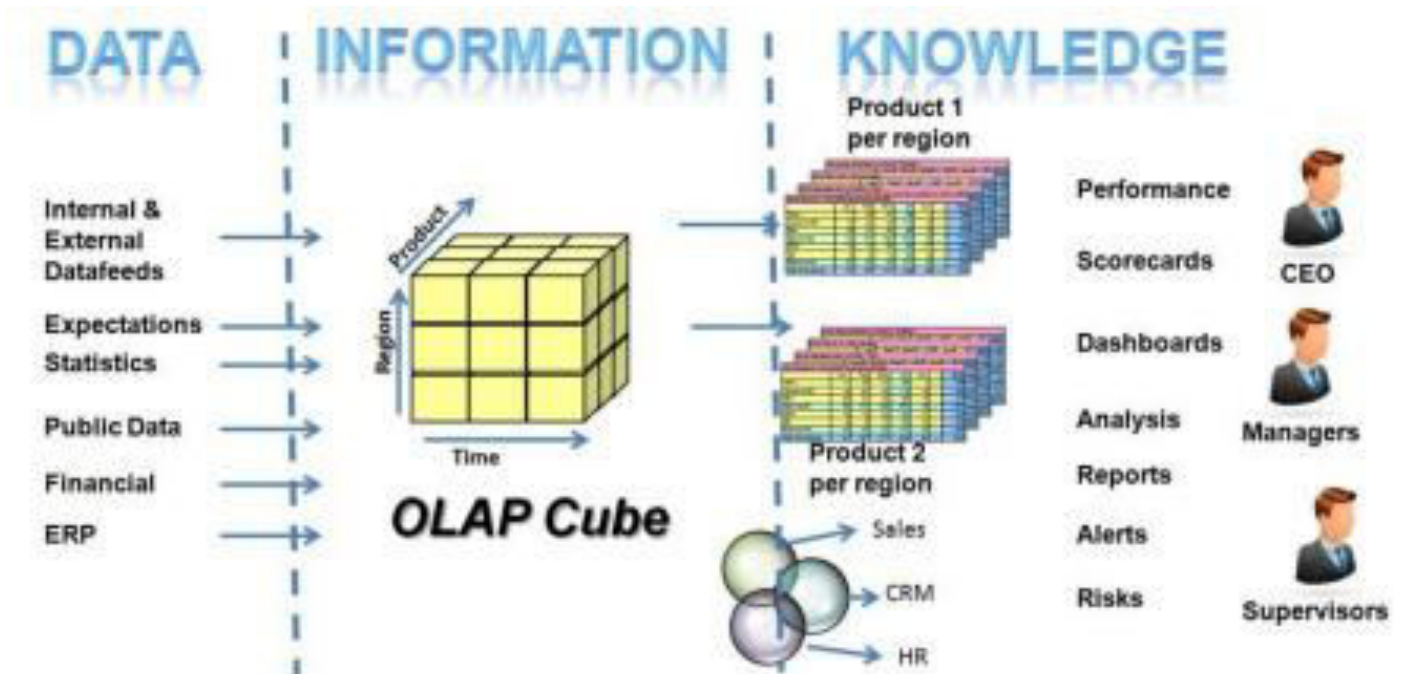 DATA
INFORMATION
KNOWLEDGE
Internal &
External
Datafeeds
Expectations
Statistics
Public Data
Financial
ERP
Product
Region
Time
OLAP Cube
Product 1
per region
Product 2
per region
Sales
CRM
HR
Performance
Scorecards
Dashboards
Analysis
Reports
Alerts
Risks
CEO
Managers
Supervisors